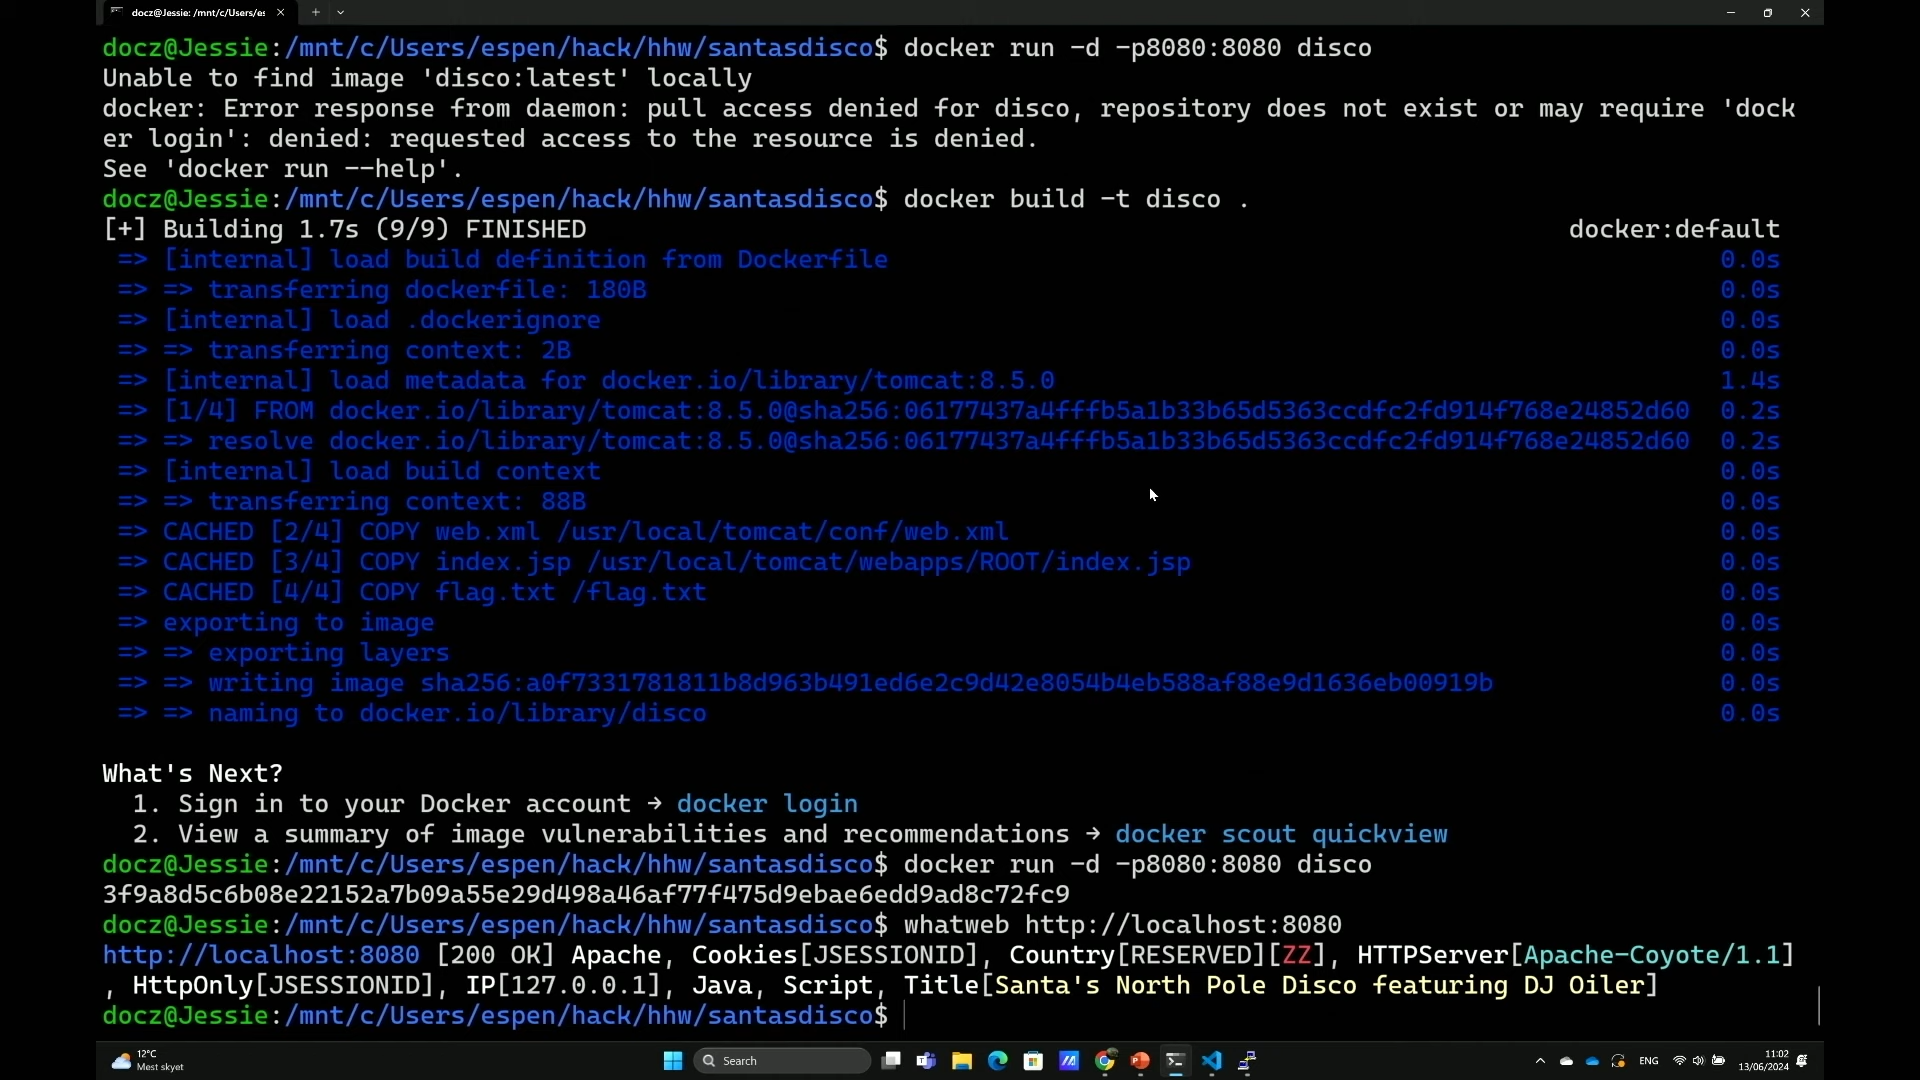 docz@Jessie: /mnt/c/Users/es
docz@Jessie:/mnt/c/Users/espen/hack/hhw/santasdisco$ docker run -d -p8080:8080 disco
Unable to find image 'disco:latest' locally
docker: Error response from daemon: pull access denied for disco, repository does not exist or may require 'dock
er login': denied: requested access to the resource is denied.
See 'docker run --help'.
docz@Jessie:/mnt/c/Users/espen/hack/hhw/santasdisco$ docker build -t disco .
[+] Building 1.7s (9/9) FINISHED docker:default
=> [internal] load build definition from Dockerfile 0.0s
=> => transferring dockerfile: 180B 0.0s
=> [internal] load .dockerignore 0.0s
=> => transferring context: 2B 0.0s
=> [internal] load metadata for docker.io/library/tomcat:8.5.0 1.4s
=> [1/4] FROM docker.io/library/tomcat:8.5.0@sha256:06177437a4fffb5a1b33b65d5363ccdfc2fd914f768e24852d60 0.2s
=> => resolve docker.io/library/tomcat:8.5.0@sha256:06177437a4fffb5a1b33b65d5363ccdfc2fd914f768e24852d60 0.2s
=> [internal] load build context 0.0s
=> => transferring context: 88B 0.0s
=> CACHED [2/4] COPY web.xml /usr/local/tomcat/conf/web.xml 0.0s
=> CACHED [3/4] COPY index.jsp /usr/local/tomcat/webapps/ROOT/index.jsp 0.0s
=> CACHED [4/4] COPY flag.txt /flag.txt 0.0s
=> exporting to image 0.0s
=> => exporting layers 0.0s
=> => writing image sha256:a0f7331781811b8d963b491ed6e2c9d42e8054b4eb588af88e9d1636eb00919b 0.0s
=> => naming to docker.io/library/disco 0.0s
What's Next?
1. Sign in to your Docker account → docker login
2. View a summary of image vulnerabilities and recommendations → docker scout quickview
docz@Jessie:/mnt/c/Users/espen/hack/hhw/santasdisco$ docker run -d -p8080:8080 disco
3f9a8d5c6b08e22152a7b09a55e29d498a46af77f475d9ebae6edd9ad8c72fc9
docz@Jessie:/mnt/c/Users/espen/hack/hhw/santasdisco$ whatweb http://localhost:8080
http://localhost:8080 [200 OK] Apache, Cookies[JSESSIONID], Country[RESERVED][ZZ], HTTPServer[Apache-Coyote/1.1]
, HttpOnly[JSESSIONID], IP[127.0.0.1], Java, Script, Title[Santa's North Pole Disco featuring DJ Oiler]
docz@Jessie:/mnt/c/Users/espen/hack/hhw/santasdisco$
12°C
Mest skyet
Search
ENG
11:02
13/06/2024